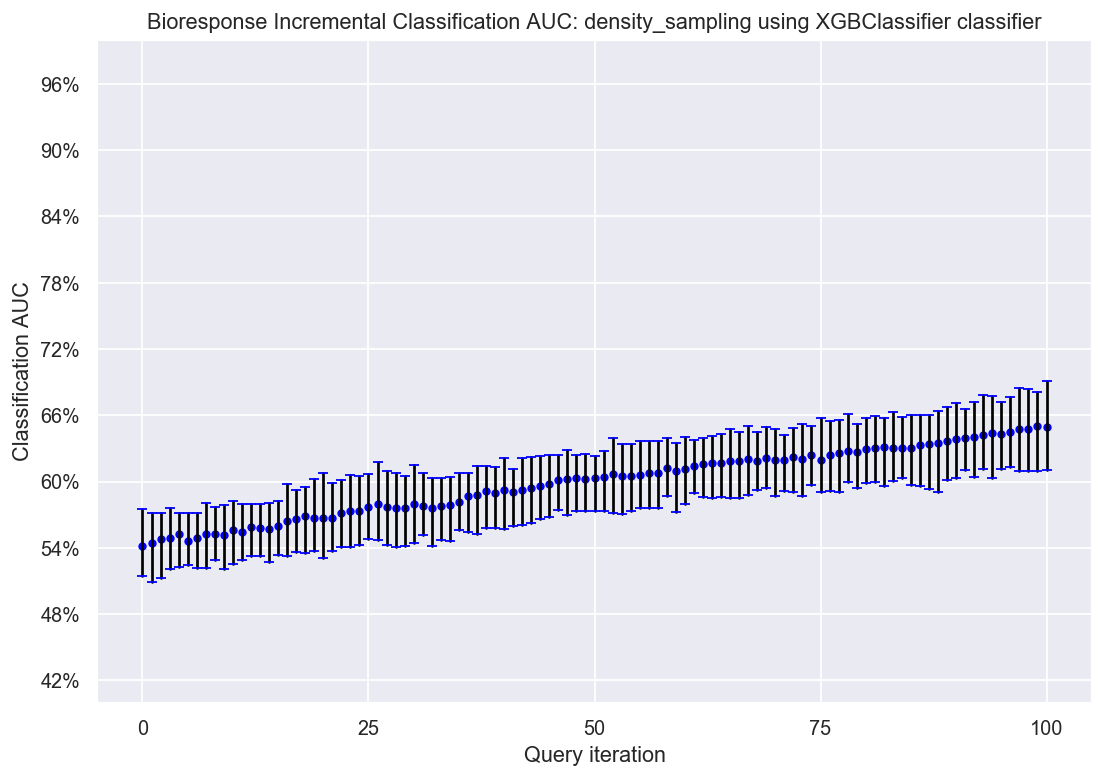 Bioresponse Incremental Classification AUC: density_sampling using XGBClassifier classifier
96%
90%
84%
78%
72%
66%
60%
54%
48%
42%
Classification AUC
0 25 50 75 100
Query iteration